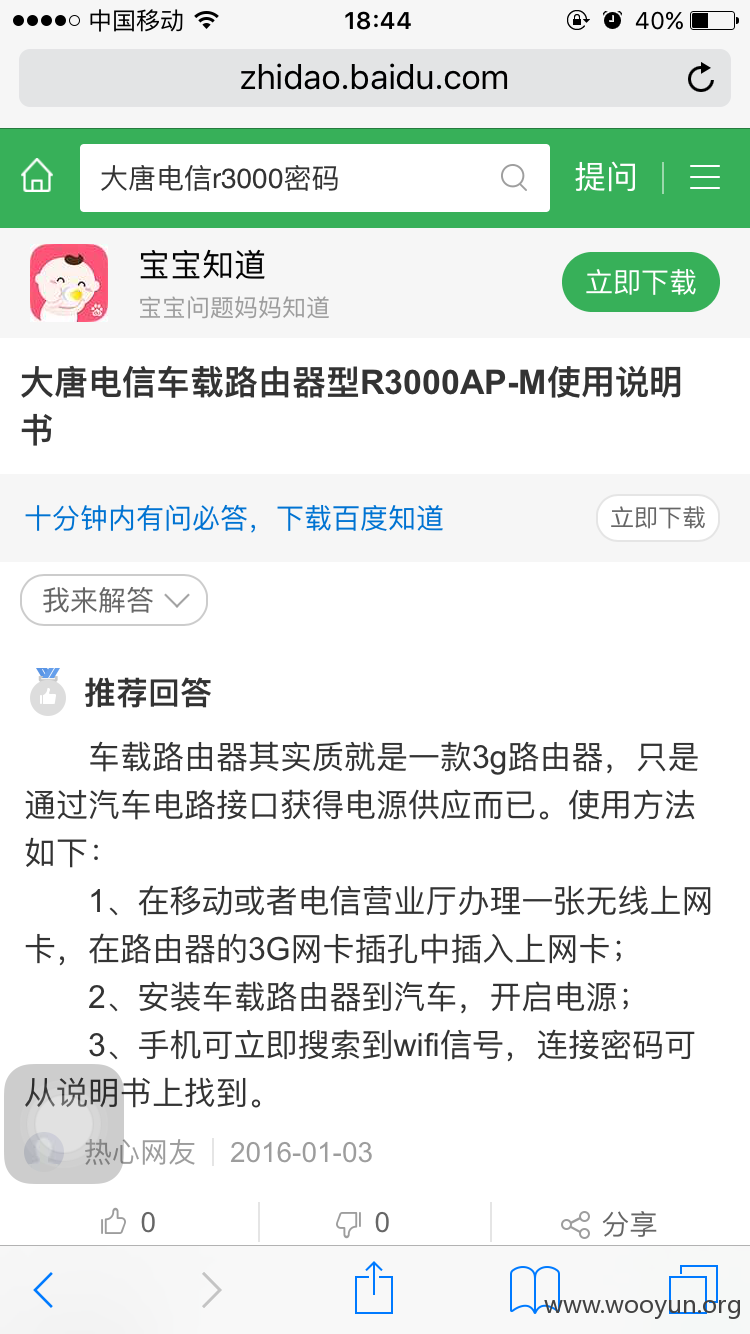 中国移动 18:44 40%
zhidao.baidu.com
大唐电信r3000密码 提问
宝宝知道
宝宝问题妈妈知道
立即下载
大唐电信车载路由器型R3000AP-M使用说明
书
十分钟内有问必答，下载百度知道 立即下载
我来解答
推荐回答
车载路由器其实质就是一款3g路由器，只是
通过汽车电路接口获得电源供应而已。使用方法
如下：
1、在移动或者电信营业厅办理一张无线上网
卡，在路由器的3G网卡插孔中插入上网卡；
2、安装车载路由器到汽车，开启电源；
3、手机可立即搜索到wifi信号，连接密码可
从说明书上找到。
热心网友 2016-01-03
0 0 分享
www.wooyun.org